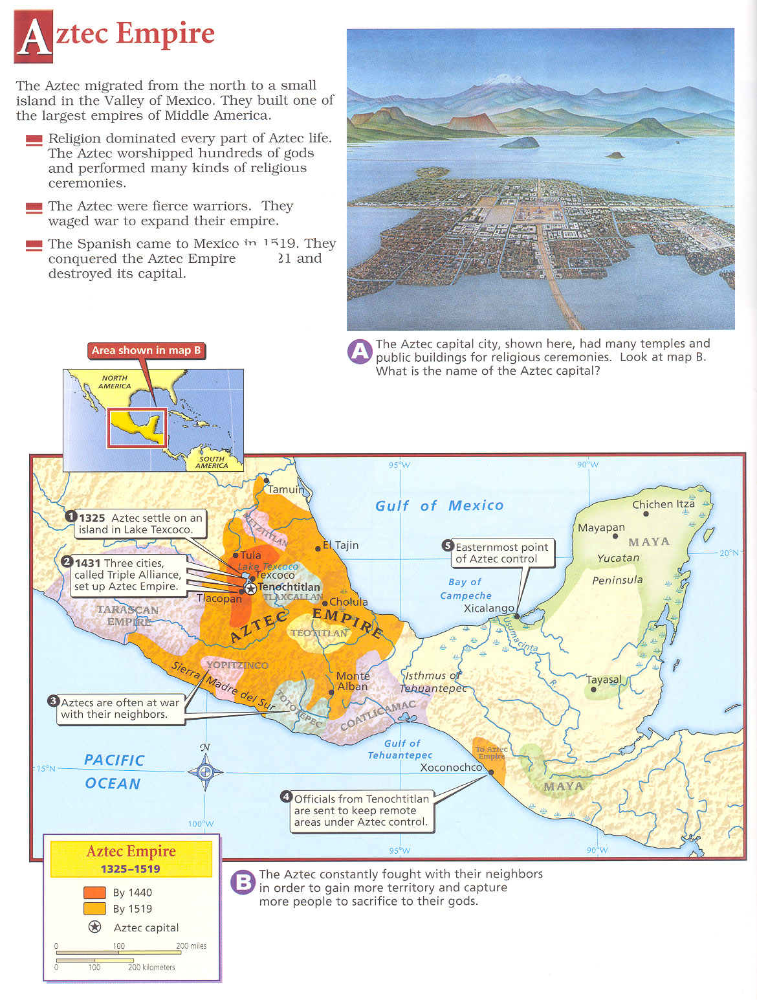 Aztec Empire
The Aztec migrated from the north to a small
island in the Valley of Mexico. They built one of
the largest empires of Middle America.
Religion dominated every part of Aztec life.
The Aztec worshipped hundreds of gods
and performed many kinds of religious
ceremonies.
The Aztec were fierce warriors. They
waged war to expand their empire.
The Spanish came to Mexico in 1519. They
conquered the Aztec Empire 21 and
destroyed its capital.
A The Aztec capital city, shown here, had many temples and
public buildings for religious ceremonies. Look at map B.
What is the name of the Aztec capital?
Area shown in map B
NORTH
AMERICA
SOUTH
AMERICA
95°W
90°W
Tamuin
Gulf of Mexico
Chichen Itza
1 1325 Aztec settle on an
island in Lake Texcoco.
METZTITLAN
Mayapan
MAYA
El Tajin
5 Easternmost point
of Aztec control
20°N
Tula
Yucatan
Peninsula
2 1431 Three cities,
called Triple Alliance,
set up Aztec Empire.
Lake Texcoco
Texcoco
Tenochtitlan
Tlacopan
TLAXCALLAN
Cholula
Bay of
Campeche
Xicalango
TARASCAN
EMPIRE
AZTEC EMPIRE
TEOTITLAN
Usumacinta
R.
YOPITZINCO
Sierra Madre del Sur
Monte
Alban
Isthmus of
Tehuantepec
Tayasal
3 Aztecs are often at war
with their neighbors.
TOTOTEPEC
COATLICAMAC
Gulf of
Tehuantepec
To Aztec
Empire
PACIFIC
OCEAN
N
15°N
Xoconochco
MAYA
4 Officials from Tenochtitlan
are sent to keep remote
areas under Aztec control.
100°W
95°W
90°W
Aztec Empire
1325–1519
By 1440
By 1519
Aztec capital
0 100 200 miles
0 100 200 kilometers
B The Aztec constantly fought with their neighbors
in order to gain more territory and capture
more people to sacrifice to their gods.